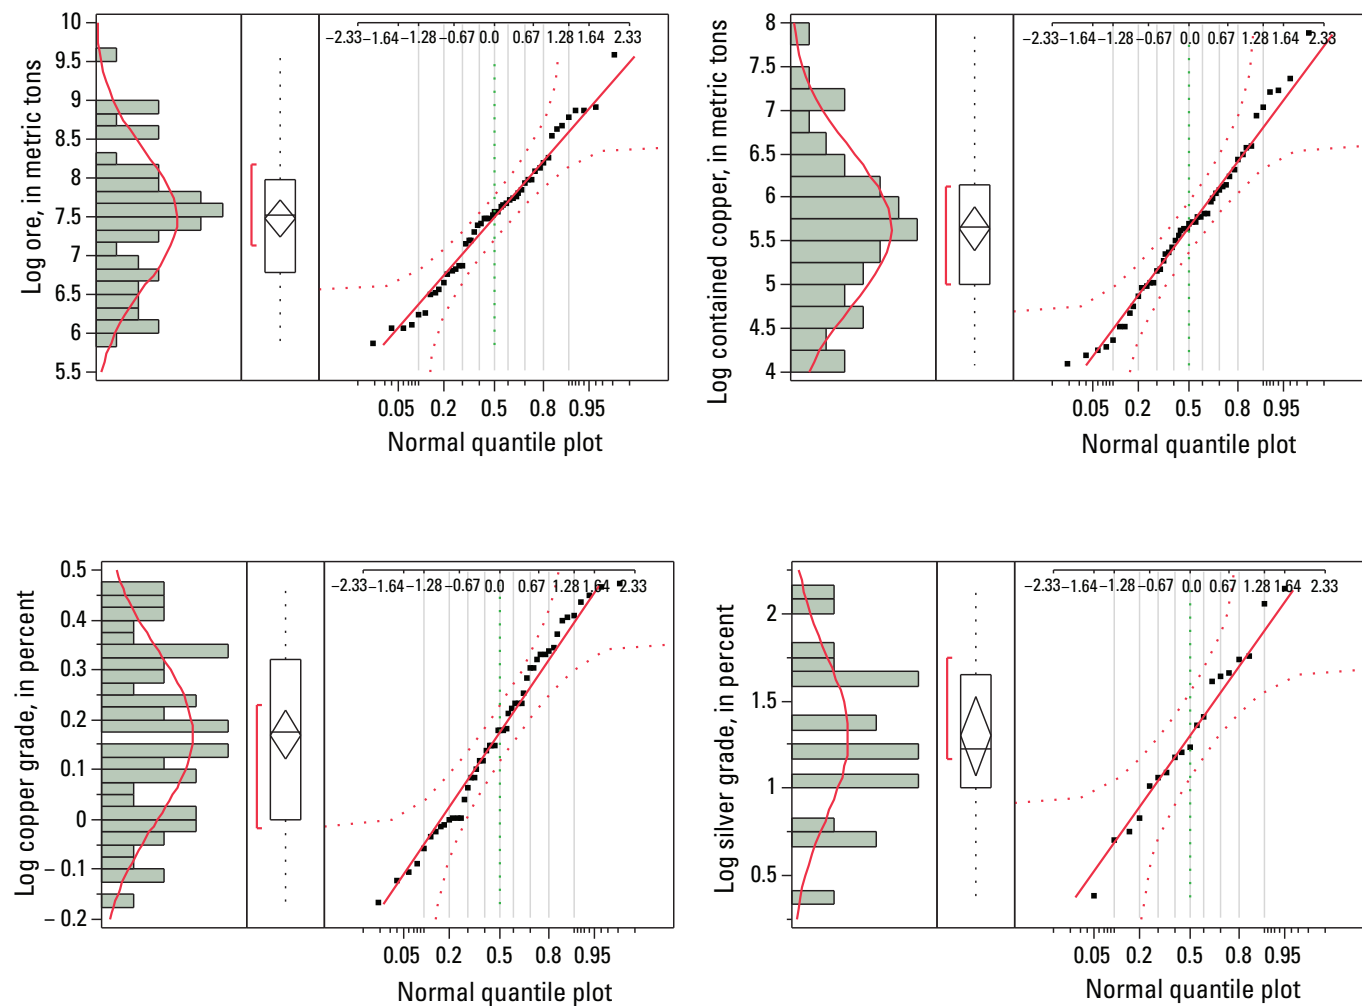 Log ore, in metric tons
10
9.5
9
8.5
8
7.5
7
6.5
6
5.5
−2.33 −1.64 −1.28 −0.67 0.0 0.67 1.28 1.64 2.33
0.05 0.2 0.5 0.8 0.95
Normal quantile plot
Log contained copper, in metric tons
8
7.5
7
6.5
6
5.5
5
4.5
4
−2.33 −1.64 −1.28 −0.67 0.0 0.67 1.28 1.64 2.33
0.05 0.2 0.5 0.8 0.95
Normal quantile plot
Log copper grade, in percent
0.5
0.4
0.3
0.2
0.1
0
− 0.1
− 0.2
−2.33 −1.64 −1.28 −0.67 0.0 0.67 1.28 1.64 2.33
0.05 0.2 0.5 0.8 0.95
Normal quantile plot
Log silver grade, in percent
2
1.5
1
0.5
−2.33 −1.64 −1.28 −0.67 0.0 0.67 1.28 1.64 2.33
0.05 0.2 0.5 0.8 0.95
Normal quantile plot